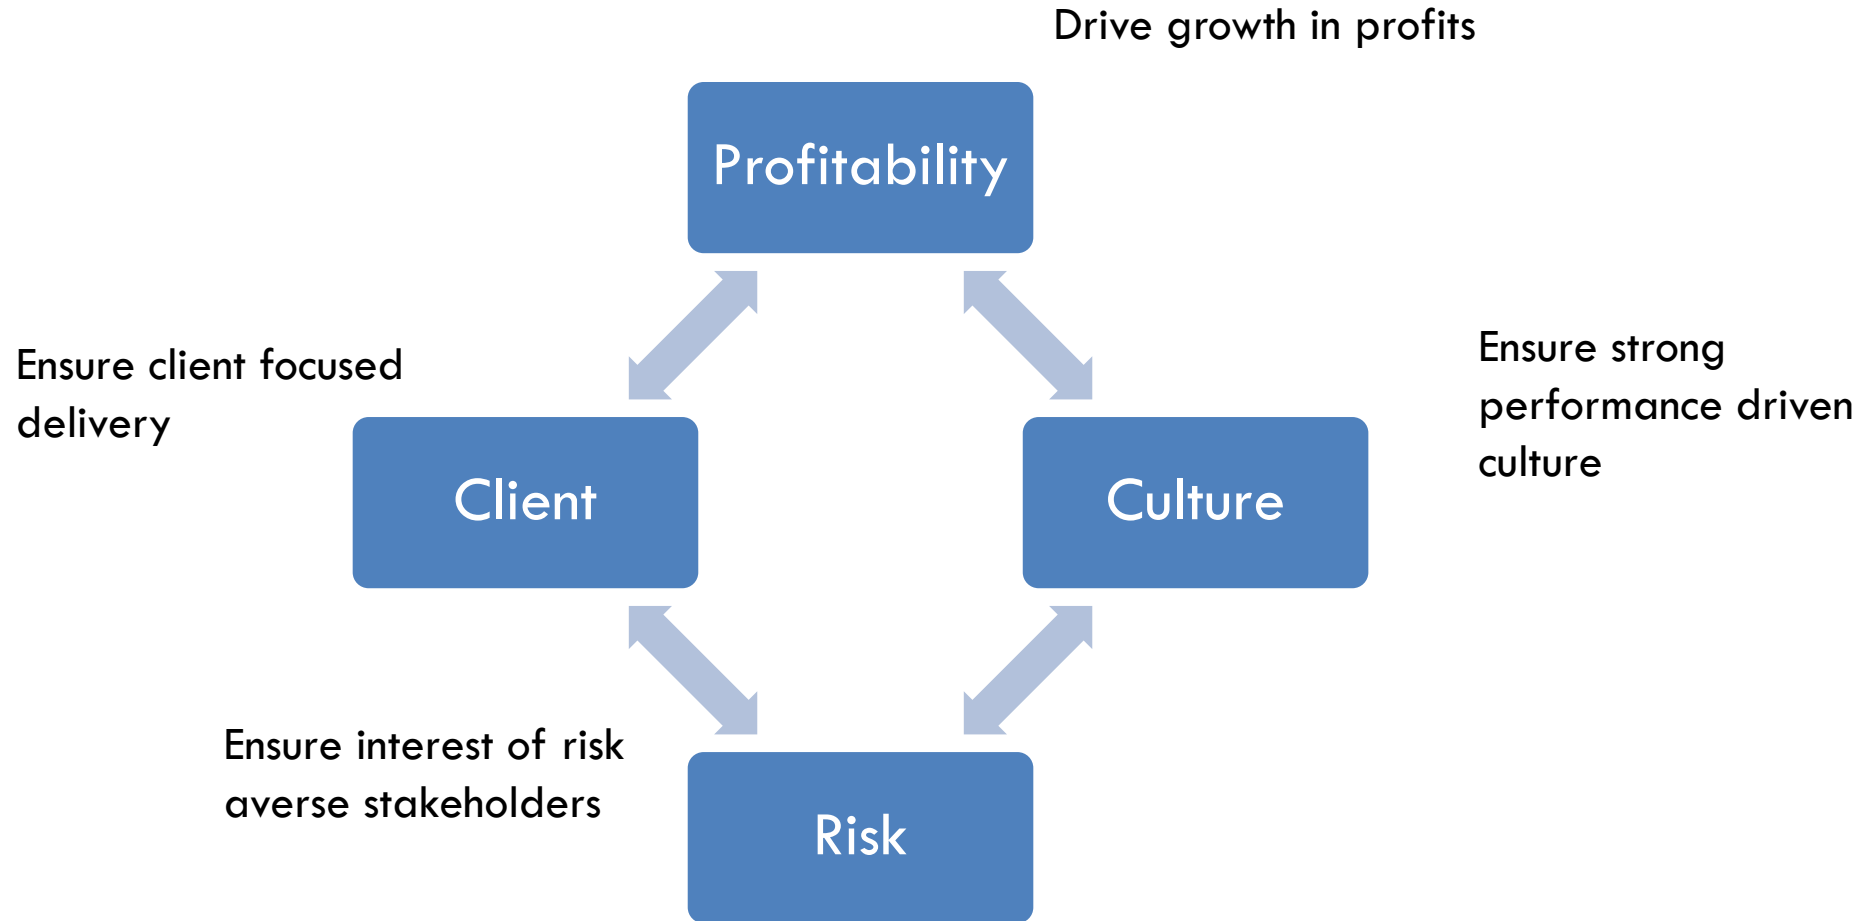 Drive growth in profits
Profitability
Ensure client focused
delivery
Ensure strong
performance driven
culture
Client
Culture
Ensure interest of risk
averse stakeholders
Risk